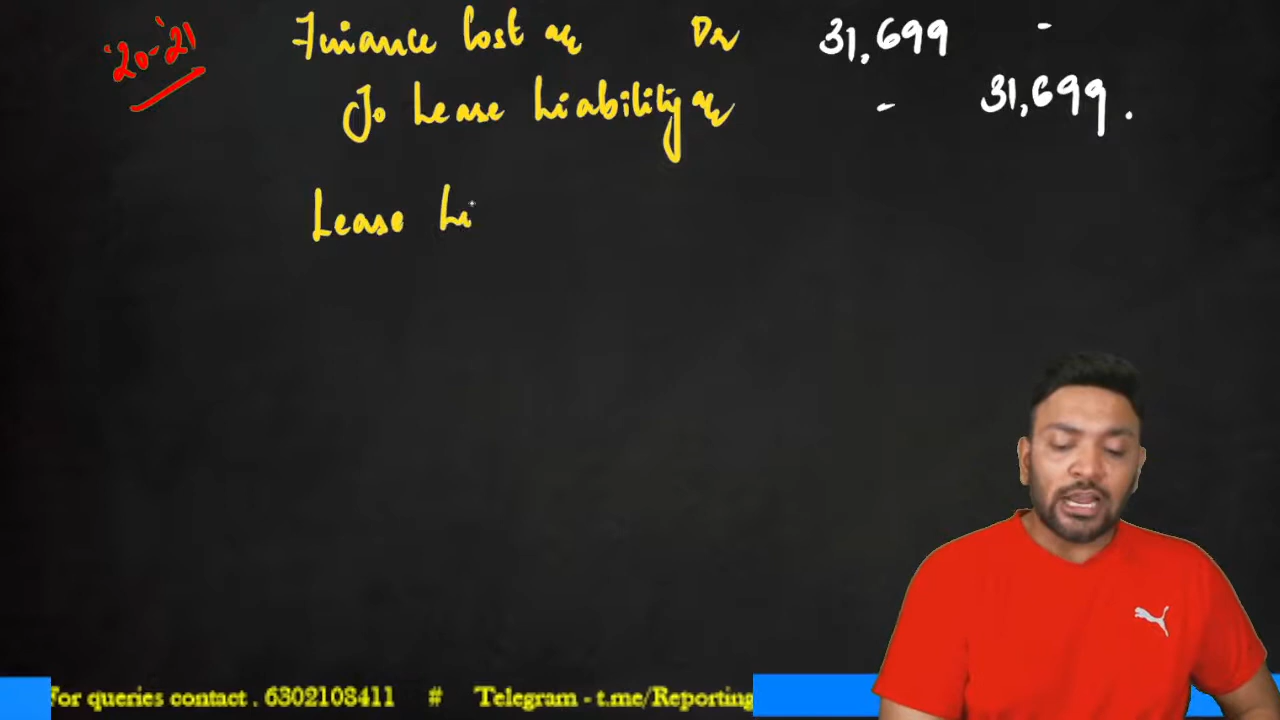 '20-'21 Finance Cost a/c Dr 31,699 -
To Lease Liability a/c - 31,699.
Lease Li
For queries contact . 6302108411 # Telegram - t.me/Reporting